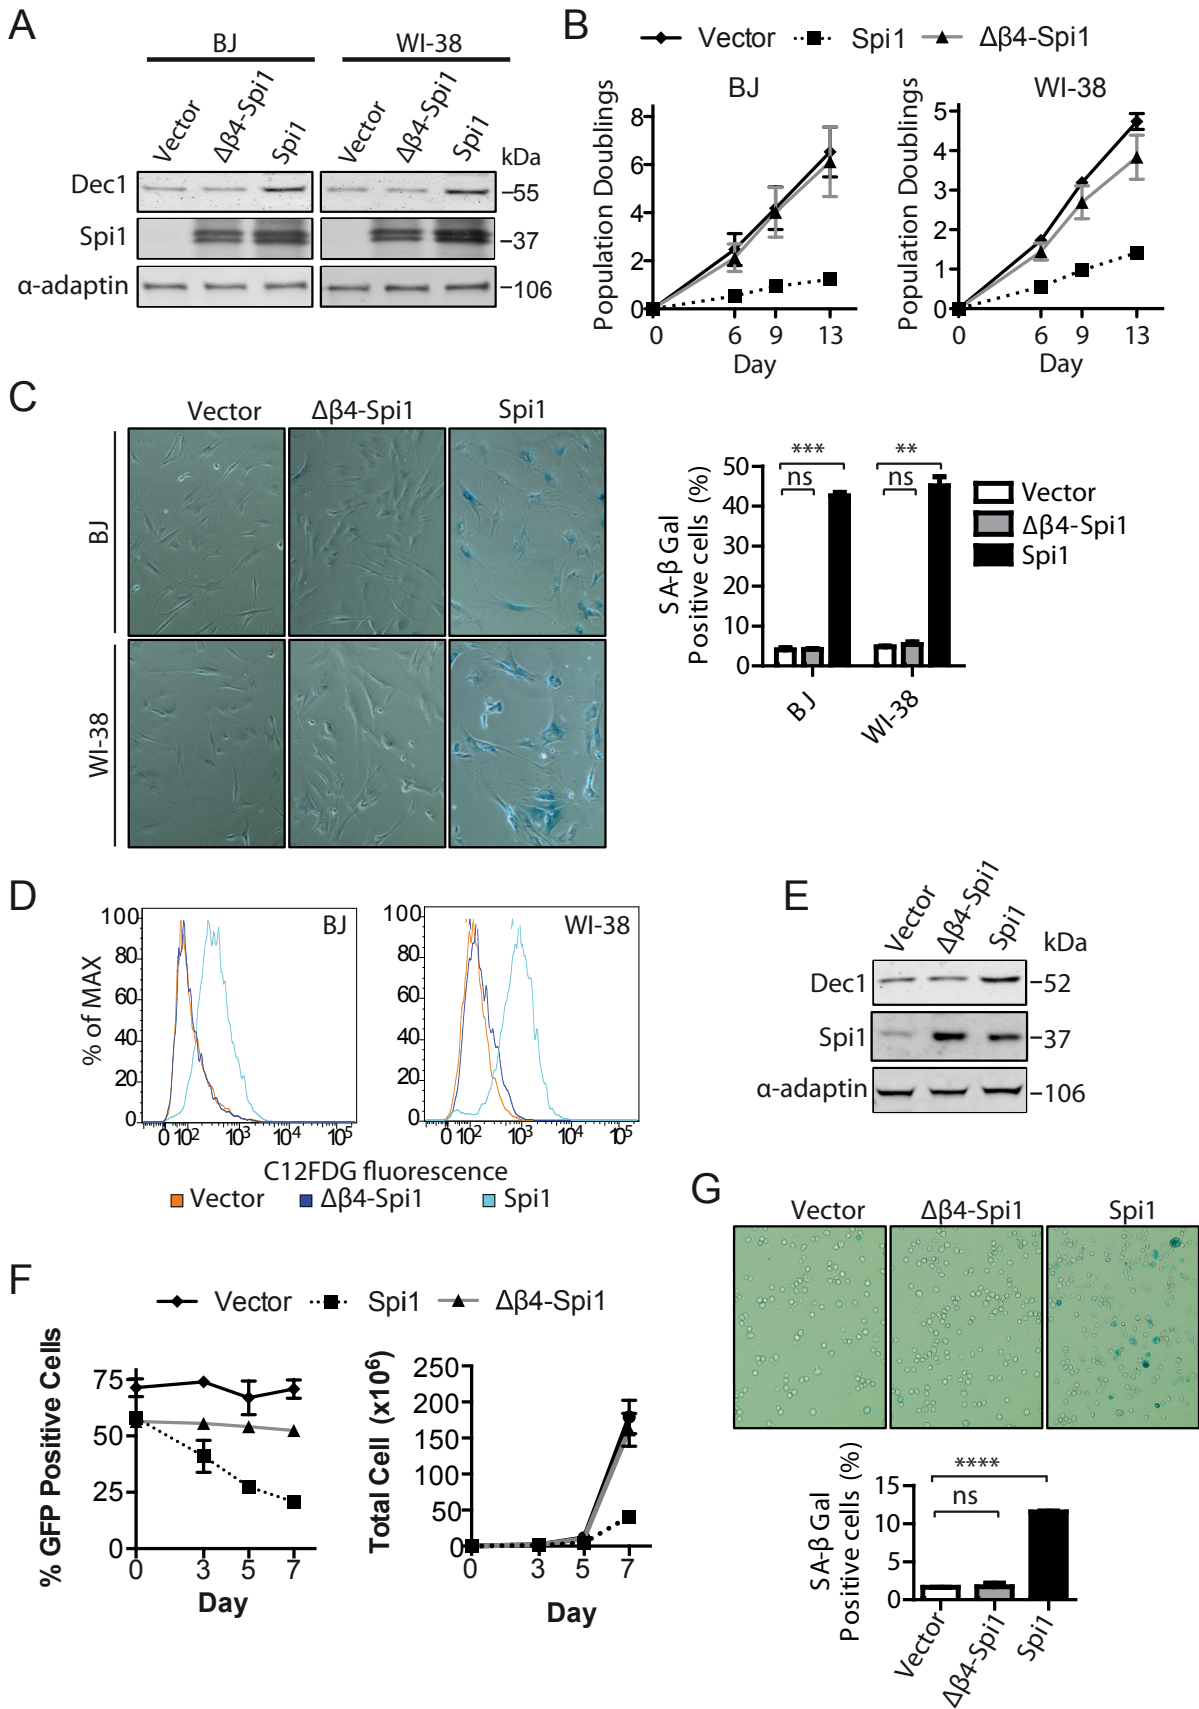 A
BJ WI-38
Vector Δβ4-Spi1 Spi1 Vector Δβ4-Spi1 Spi1 kDa
Dec1 –55
Spi1 –37
α-adaptin –106
B
Vector Spi1 Δβ4-Spi1
BJ
Population Doublings
8
6
4
2
0
0 6 9 13
Day
WI-38
Population Doublings
5
4
3
2
1
0
0 6 9 13
Day
C
Vector Δβ4-Spi1 Spi1
BJ
WI-38
SA-β Gal
Positive cells (%)
50
40
30
20
10
0
*** **
ns ns
BJ WI-38
Vector
Δβ4-Spi1
Spi1
D
% of MAX
100
80
60
40
20
0
BJ
0 10² 10³ 10⁴ 10⁵
100
80
60
40
20
0
WI-38
0 10² 10³ 10⁴ 10⁵
C12FDG fluorescence
Vector Δβ4-Spi1 Spi1
E
Vector Δβ4-Spi1 Spi1 kDa
Dec1 –52
Spi1 –37
α-adaptin –106
F
Vector Spi1 Δβ4-Spi1
% GFP Positive Cells
75
50
25
0
0 3 5 7
Day
Total Cell (x10⁶)
250
200
150
100
50
0
0 3 5 7
Day
G
Vector Δβ4-Spi1 Spi1
SA-β Gal
Positive cells (%)
15
10
5
0
****
ns
Vector Δβ4-Spi1 Spi1